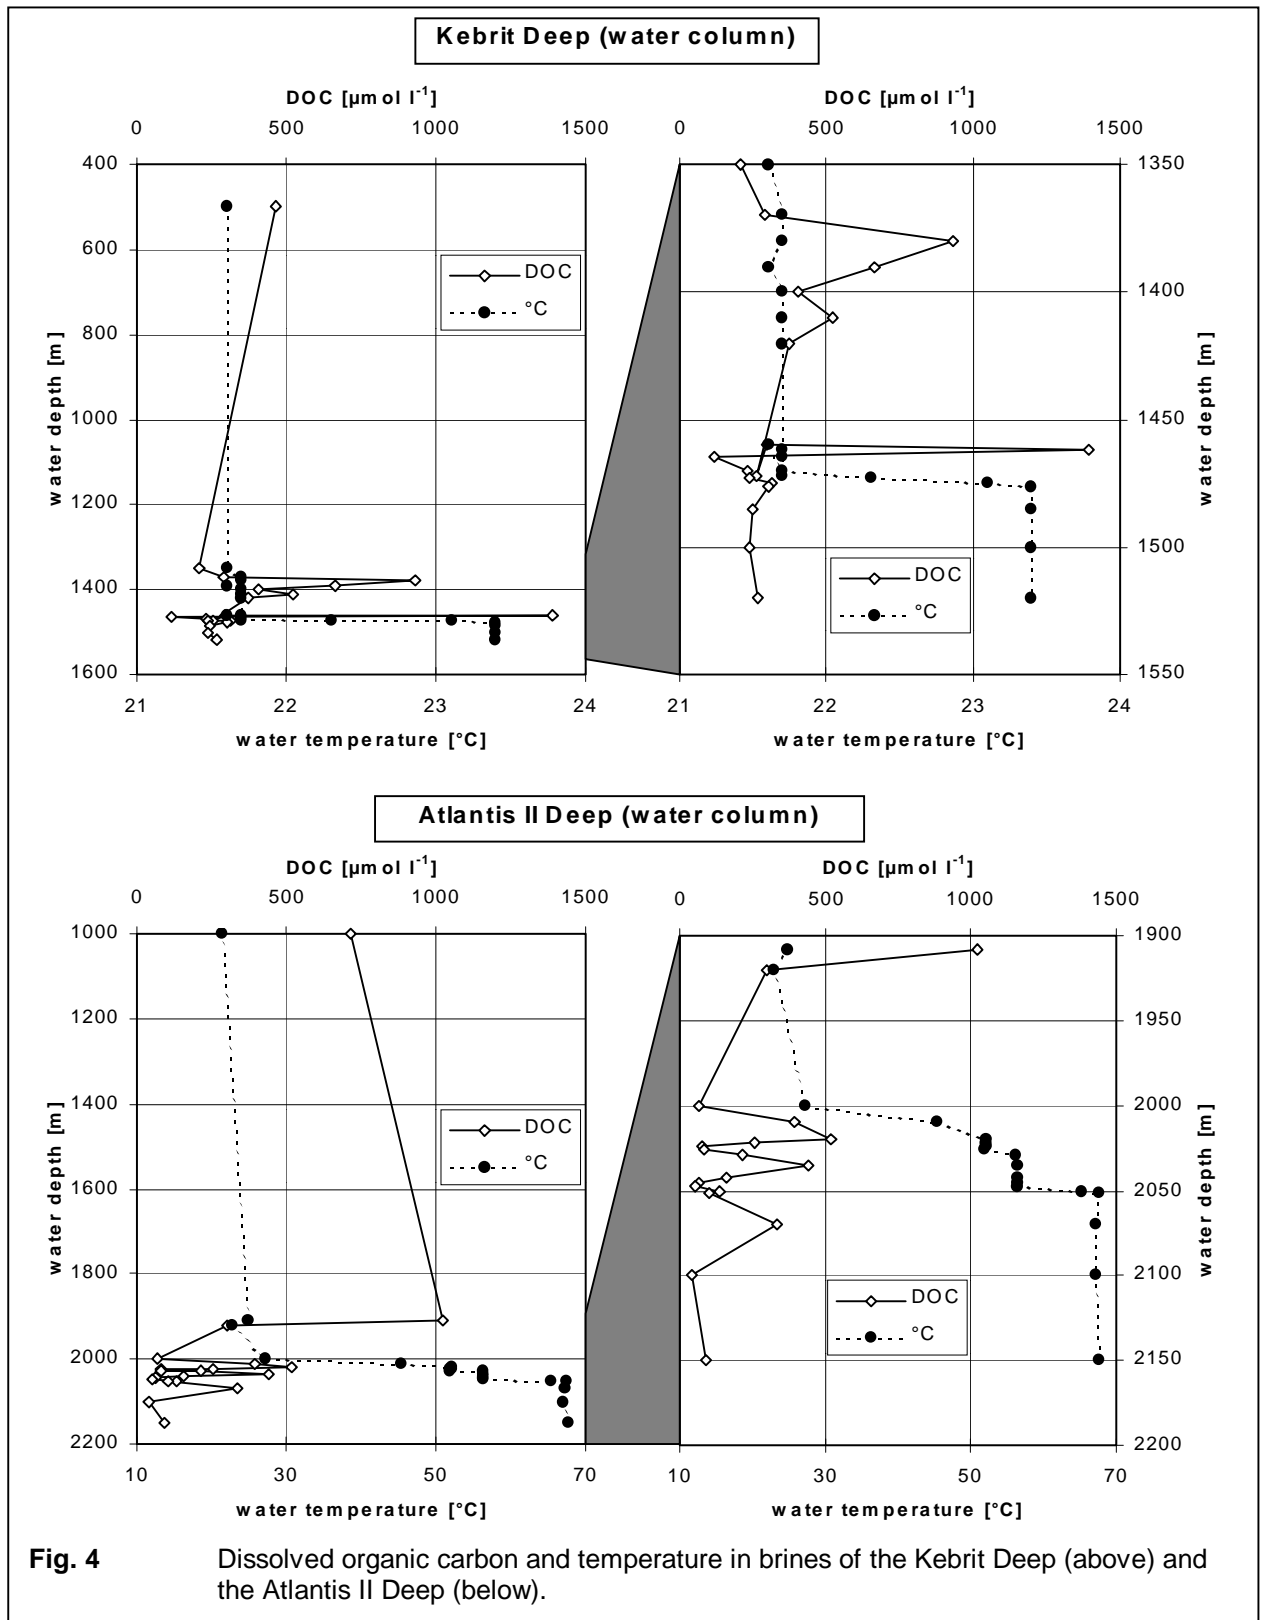 Kebrit Deep (water column)
DOC [µmol l-1]
0 500 1000 1500
400
600
800
1000
1200
1400
1600
water depth [m]
DOC
°C
21 22 23 24
water temperature [°C]
DOC [µmol l-1]
0 500 1000 1500
1350
1400
1450
1500
1550
water depth [m]
DOC
°C
21 22 23 24
water temperature [°C]
Atlantis II Deep (water column)
DOC [µmol l-1]
0 500 1000 1500
1000
1200
1400
1600
1800
2000
2200
water depth [m]
DOC
°C
10 30 50 70
water temperature [°C]
DOC [µmol l-1]
0 500 1000 1500
1900
1950
2000
2050
2100
2150
2200
water depth [m]
DOC
°C
10 30 50 70
water temperature [°C]
Fig. 4 Dissolved organic carbon and temperature in brines of the Kebrit Deep (above) and
the Atlantis II Deep (below).